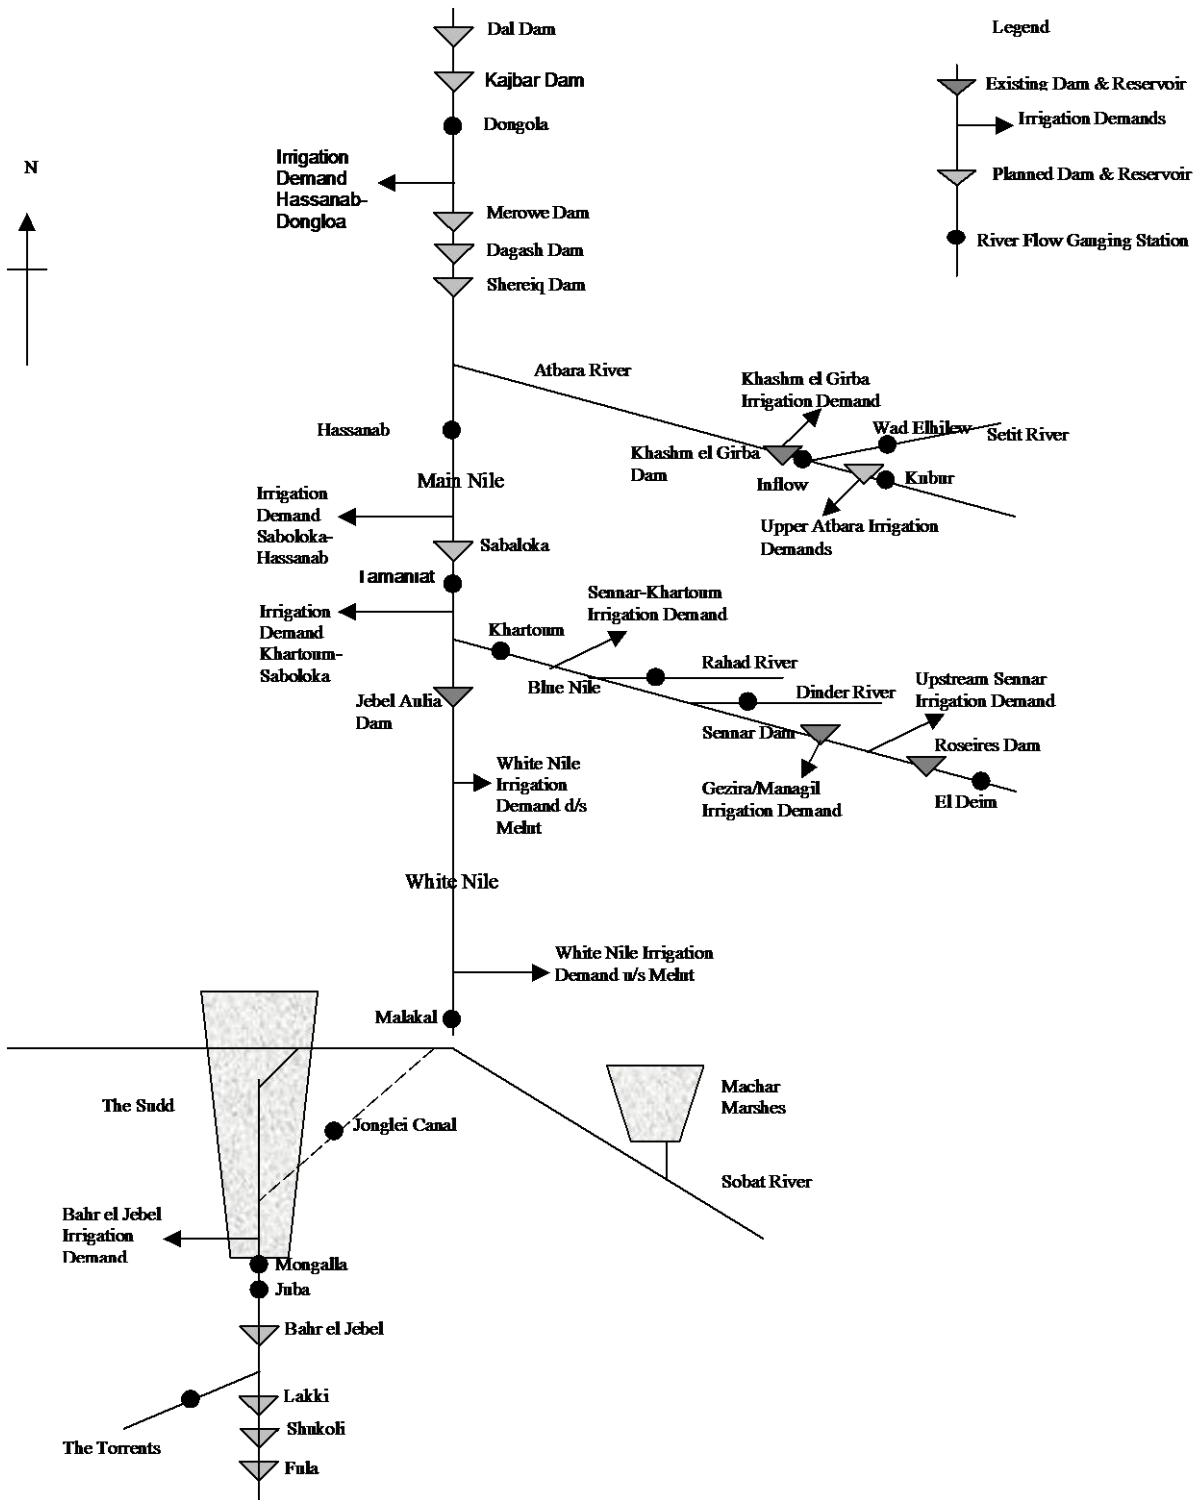 Dal Dam
Legend
Kajbar Dam
Existing Dam & Reservoir
Dongola
Irrigation Demands
N
Irrigation
Demand
Hassanab-
Dongloa
Planned Dam & Reservoir
Merowe Dam
River Flow Gauging Station
Dagash Dam
Shereiq Dam
Atbara River
Khashm el Girba
Irrigation Demand
Hassanab
Wad Elhilew
Setit River
Khashm el Girba
Dam
Inflow
Kubur
Main Nile
Irrigation
Demand
Saboloka-
Hassanab
Upper Atbara Irrigation
Demands
Sabaloka
Tamaniat
Sennar-Khartoum
Irrigation Demand
Irrigation
Demand
Khartoum-
Saboloka
Khartoum
Rahad River
Blue Nile
Dinder River
Upstream Sennar
Irrigation Demand
Jebel Aulia
Dam
Sennar Dam
Roseires Dam
White Nile
Irrigation
Demand d/s
Melut
Gezira/Managil
Irrigation Demand
El Deim
White Nile
White Nile Irrigation
Demand u/s Melut
Malakal
The Sudd
Machar
Marshes
Jonglei Canal
Sobat River
Bahr el Jebel
Irrigation
Demand
Mongalla
Juba
Bahr el Jebel
Lakki
Shukoli
The Torrents
Fula